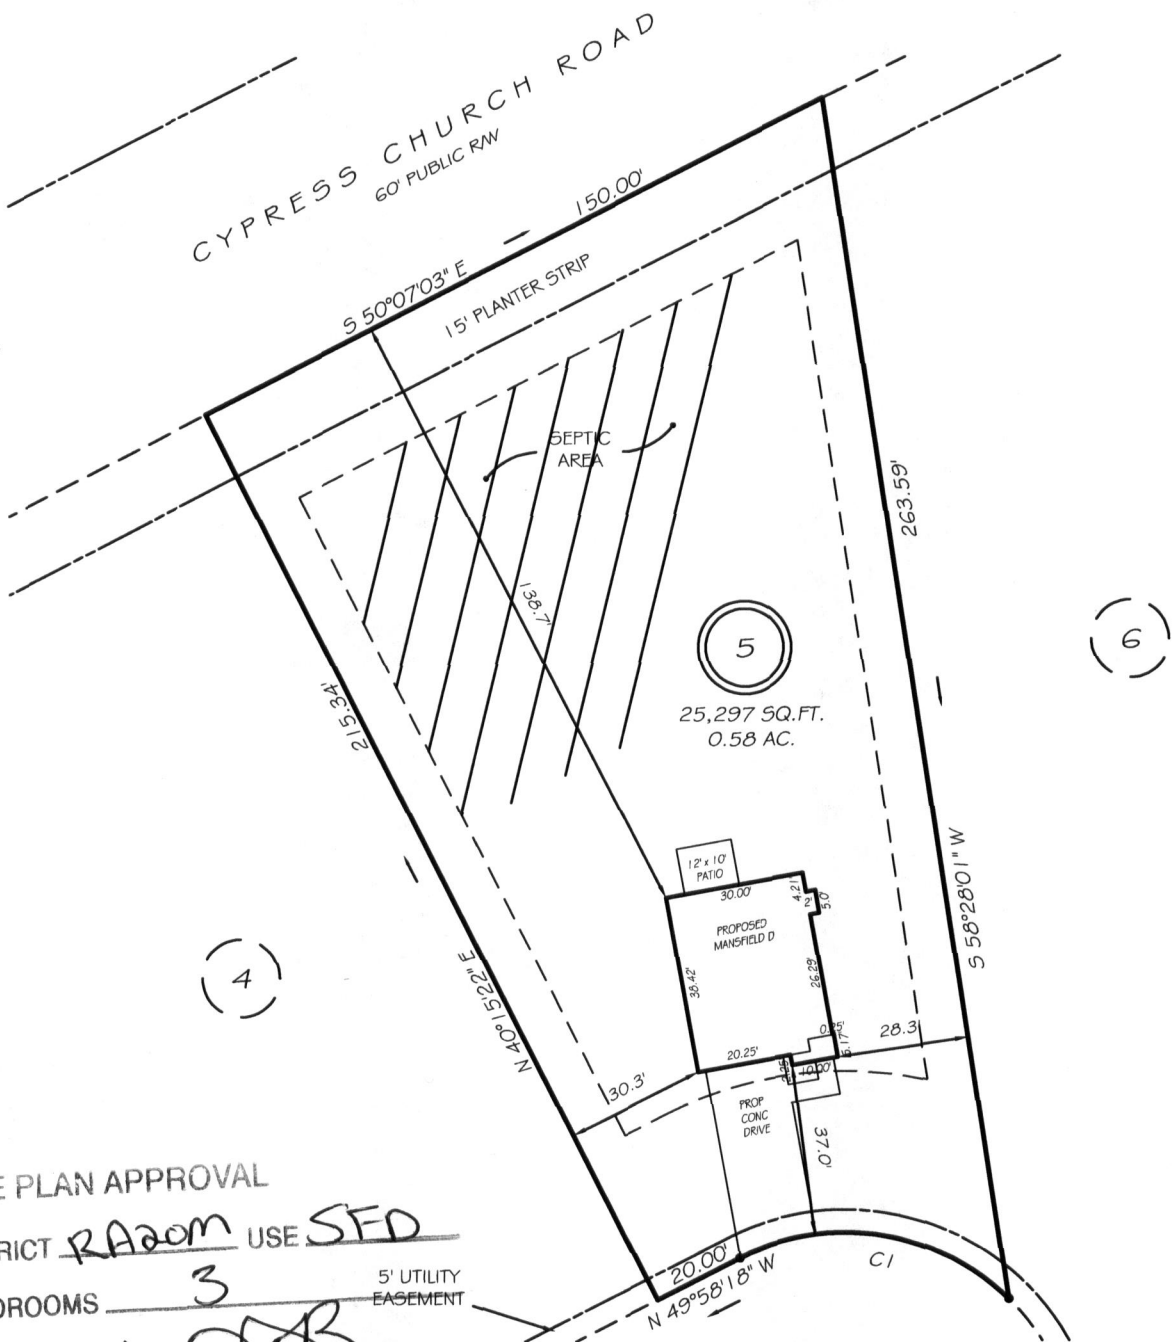 CYPRESS CHURCH ROAD
60' PUBLIC R/W
150.00'
S 50°07'03" E
15' PLANTER STRIP
SEPTIC
AREA
263.59'
138.7'
5
6
25,297 SQ.FT.
0.58 AC.
215.34'
12' x 10'
PATIO
30.00'
4.21'
2'
5.0'
PROPOSED
MANSFIELD D
S 58°28'01" W
4
N 40°15'22" E
38.42'
26.29'
0.25'
28.3'
20.25'
5.17'
10.00'
30.3'
PROP
CONC
DRIVE
37.0'
E PLAN APPROVAL
RICT RA20M USE SFD
DROOMS 3
5' UTILITY
EASEMENT
20.00'
N 49°58'18" W
C1